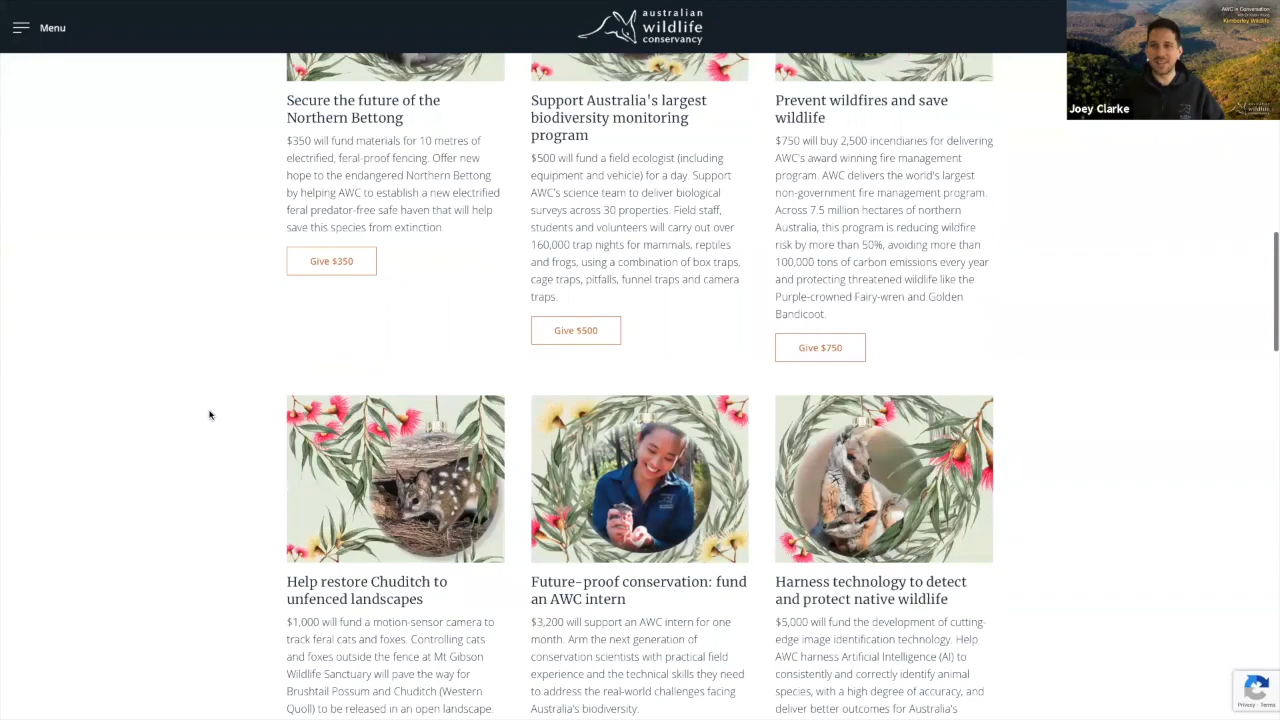 Menu
australian
wildlife
conservancy
AWC in Conversation
Kimberley Wildlife
Joey Clarke
Secure the future of the
Northern Bettong
$350 will fund materials for 10 metres of
electrified, feral-proof fencing. Offer new
hope to the endangered Northern Bettong
by helping AWC to establish a new electrified
feral predator-free safe haven that will help
save this species from extinction.
Give $350
Support Australia's largest
biodiversity monitoring
program
$500 will fund a field ecologist (including
equipment and vehicle) for a day. Support
AWC's science team to deliver biological
surveys across 30 properties. Field staff,
students and volunteers will carry out over
160,000 trap nights for mammals, reptiles
and frogs, using a combination of box traps,
cage traps, pitfalls, funnel traps and camera
traps.
Give $500
Prevent wildfires and save
wildlife
$750 will buy 2,500 incendiaries for delivering
AWC's award winning fire management
program. AWC delivers the world's largest
non-government fire management program.
Across 7.5 million hectares of northern
Australia, this program is reducing wildfire
risk by more than 50%, avoiding more than
100,000 tons of carbon emissions every year
and protecting threatened wildlife like the
Purple-crowned Fairy-wren and Golden
Bandicoot.
Give $750
Help restore Chuditch to
unfenced landscapes
$1,000 will fund a motion-sensor camera to
track feral cats and foxes. Controlling cats
and foxes outside the fence at Mt Gibson
Wildlife Sanctuary will pave the way for
Brushtail Possum and Chuditch (Western
Quoll) to be released in an open landscape.
Future-proof conservation: fund
an AWC intern
$3,200 will support an AWC intern for one
month. Arm the next generation of
conservation scientists with practical field
experience and the technical skills they need
to address the real-world challenges facing
Australia's biodiversity.
Harness technology to detect
and protect native wildlife
$5,000 will fund the development of cutting-
edge image identification technology. Help
AWC harness Artificial Intelligence (AI) to
consistently and correctly identify animal
species, with a high degree of accuracy, and
deliver better outcomes for Australia's
Privacy - Terms